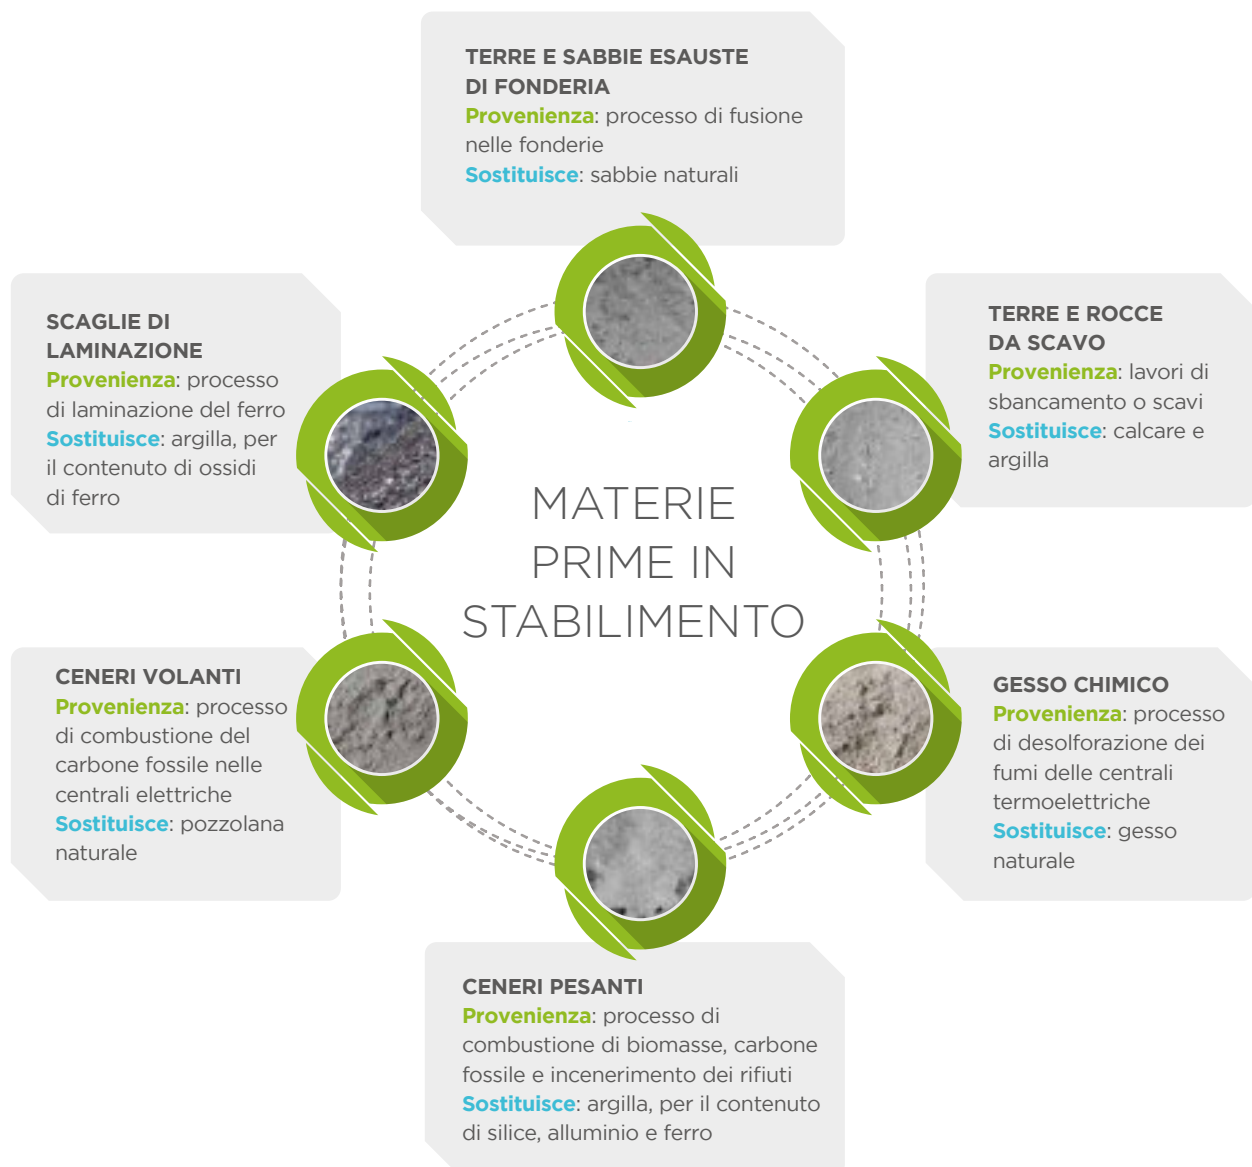 TERRE E SABBIE ESAUSTE
DI FONDERIA
Provenienza: processo di fusione
nelle fonderie
Sostituisce: sabbie naturali
SCAGLIE DI
LAMINAZIONE
Provenienza: processo
di laminazione del ferro
Sostituisce: argilla, per
il contenuto di ossidi
di ferro
TERRE E ROCCE
DA SCAVO
Provenienza: lavori di
sbancamento o scavi
Sostituisce: calcare e
argilla
MATERIE
PRIME IN
STABILIMENTO
CENERI VOLANTI
Provenienza: processo
di combustione del
carbone fossile nelle
centrali elettriche
Sostituisce: pozzolana
naturale
GESSO CHIMICO
Provenienza: processo
di desolforazione dei
fumi delle centrali
termoelettriche
Sostituisce: gesso
naturale
CENERI PESANTI
Provenienza: processo di
combustione di biomasse, carbone
fossile e incenerimento dei rifiuti
Sostituisce: argilla, per il contenuto
di silice, alluminio e ferro